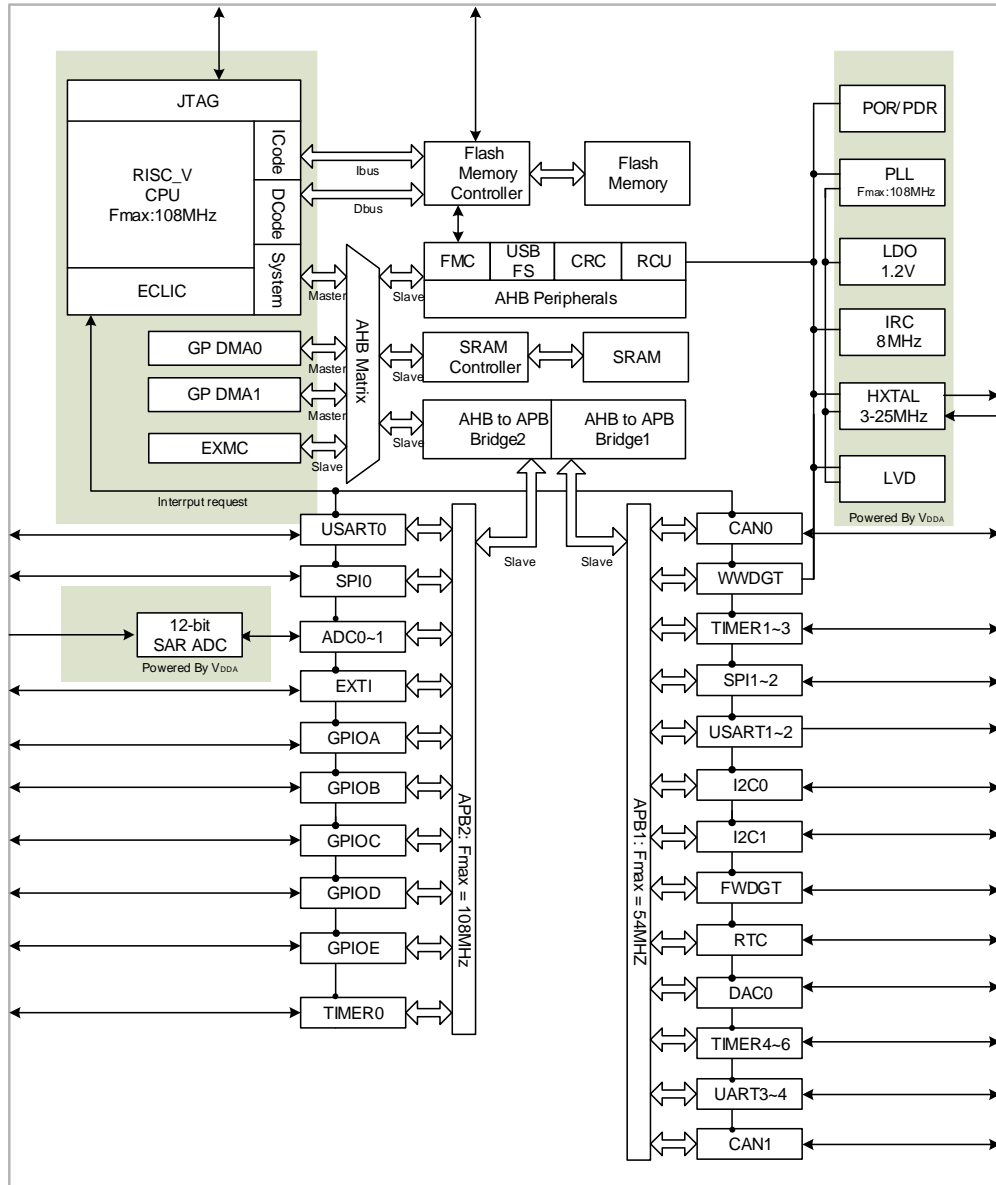 JTAG
RISC_V
CPU
Fmax:108MHz
ICode
DCode
System
ECLIC
Ibus
Dbus
Flash
Memory
Controller
Flash
Memory
FMC
USB
FS
CRC
RCU
AHB Peripherals
Master
Slave
AHB Matrix
GP DMA0
Master
GP DMA1
Master
EXMC
Slave
Slave
SRAM
Controller
SRAM
Slave
AHB to APB
Bridge2
AHB to APB
Bridge1
POR/PDR
PLL
Fmax:108MHz
LDO
1.2V
IRC
8MHz
HXTAL
3-25MHz
LVD
Powered By VDDA
Interrput request
Slave
Slave
USART0
SPI0
12-bit
SAR ADC
Powered By VDDA
ADC0~1
EXTI
GPIOA
GPIOB
GPIOC
GPIOD
GPIOE
TIMER0
APB2: Fmax = 108MHz
APB1: Fmax = 54MHZ
CAN0
WWDGT
TIMER1~3
SPI1~2
USART1~2
I2C0
I2C1
FWDGT
RTC
DAC0
TIMER4~6
UART3~4
CAN1